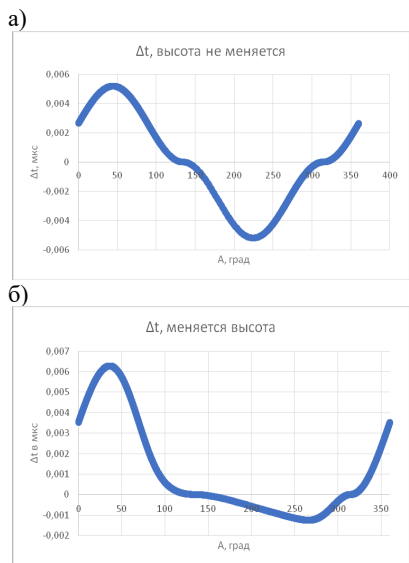 а)
Δt, высота не меняется
0,006
0,004
0,002
0
-0,002
-0,004
-0,006
0 50 100 150 200 250 300 350 400
Δt, мкс
А, град
б)
Δt, меняется высота
0,007
0,006
0,005
0,004
0,003
0,002
0,001
0
-0,001
-0,002
0 50 100 150 200 250 300 350
Δt в мкс
А, град